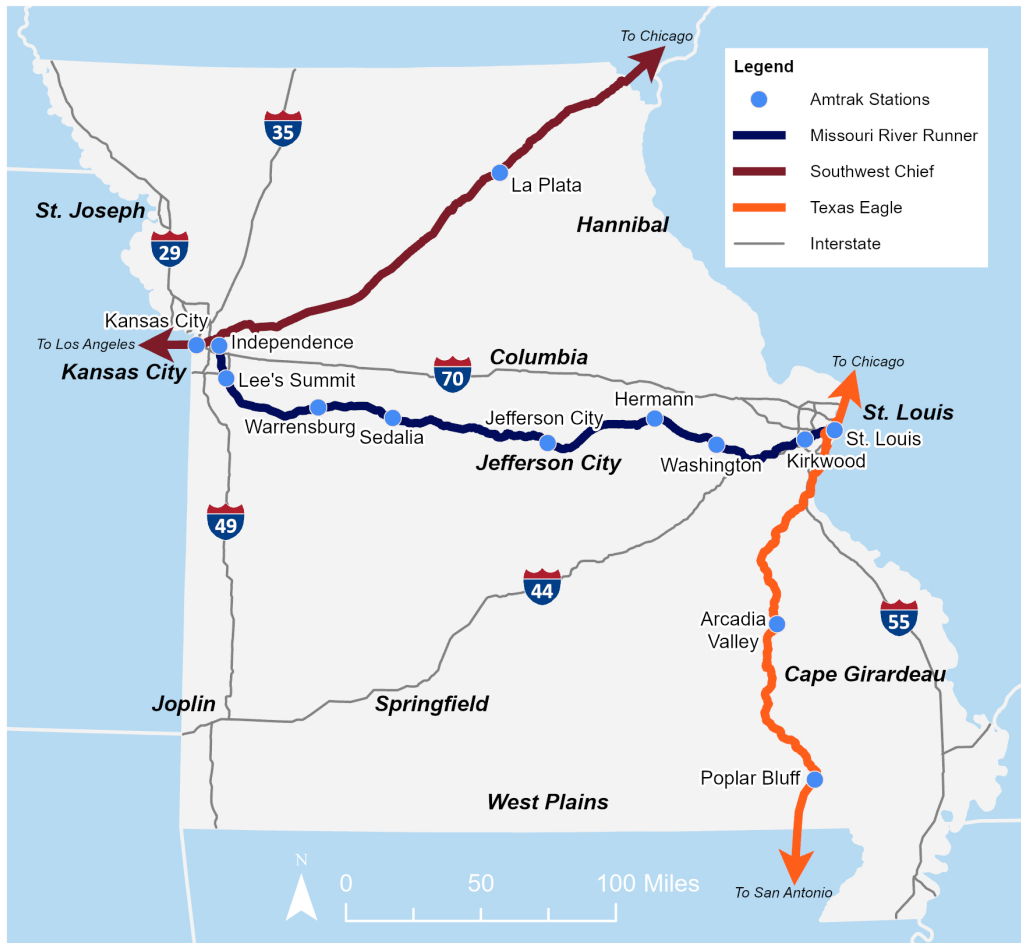 To Chicago
Legend
Amtrak Stations
Missouri River Runner
Southwest Chief
Texas Eagle
Interstate
35
La Plata
St. Joseph
Hannibal
29
Kansas City
To Los Angeles
Independence
Kansas City
Columbia
70
Lee's Summit
To Chicago
Hermann
St. Louis
Warrensburg
Sedalia
Jefferson City
St. Louis
Jefferson City
Washington
Kirkwood
49
44
55
Arcadia
Valley
Cape Girardeau
Joplin
Springfield
Poplar Bluff
West Plains
N
0 50 100 Miles
To San Antonio